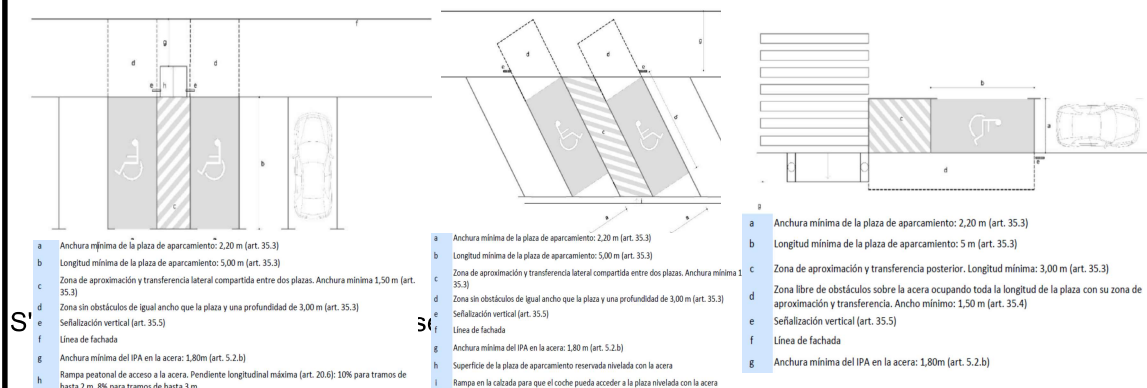 f
g
d
d
e
h
e
b
c
a Anchura mínima de la plaza de aparcamiento: 2,20 m (art. 35.3)
b Longitud mínima de la plaza de aparcamiento: 5,00 m (art. 35.3)
c Zona de aproximación y transferencia lateral compartida entre dos plazas. Anchura minima 1,50 m (art.
35.3)
d Zona sin obstáculos de igual ancho que la plaza y una profundidad de 3,00 m (art. 35.3)
e Señalización vertical (art. 35.5)
f Línea de fachada
g Anchura mínima del IPA en la acera: 1,80m (art. 5.2.b)
h Rampa peatonal de acceso a la acera. Pendiente longitudinal máxima (art. 20.6): 10% para tramos de
hasta 2 m, 8% para tramos de hasta 3 m
S'
se
g
d
e
c
a Anchura mínima de la plaza de aparcamiento: 2,20 m (art. 35.3)
b Longitud mínima de la plaza de aparcamiento: 5,00 m (art. 35.3)
c Zona de aproximación y transferencia lateral compartida entre dos plazas. Anchura mínima 1
35.3)
d Zona sin obstáculos de igual ancho que la plaza y una profundidad de 3,00 m (art. 35.3)
e Señalización vertical (art. 35.5)
f Línea de fachada
g Anchura mínima del IPA en la acera: 1,80 m (art. 5.2.b)
h Superficie de la plaza de aparcamiento reservada nivelada con la acera
i Rampa en la calzada para que el coche pueda acceder a la plaza nivelada con la acera
b
c
a
e
d
g
a Anchura mínima de la plaza de aparcamiento: 2,20 m (art. 35.3)
b Longitud mínima de la plaza de aparcamiento: 5 m (art. 35.3)
c Zona de aproximación y transferencia posterior. Longitud mínima: 3,00 m (art. 35.3)
d Zona libre de obstáculos sobre la acera ocupando toda la longitud de la plaza con su zona de
aproximación y transferencia. Ancho mínimo: 1,50 m (art. 35.4)
e Señalización vertical (art. 35.5)
f Línea de fachada
g Anchura mínima del IPA en la acera: 1,80m (art. 5.2.b)